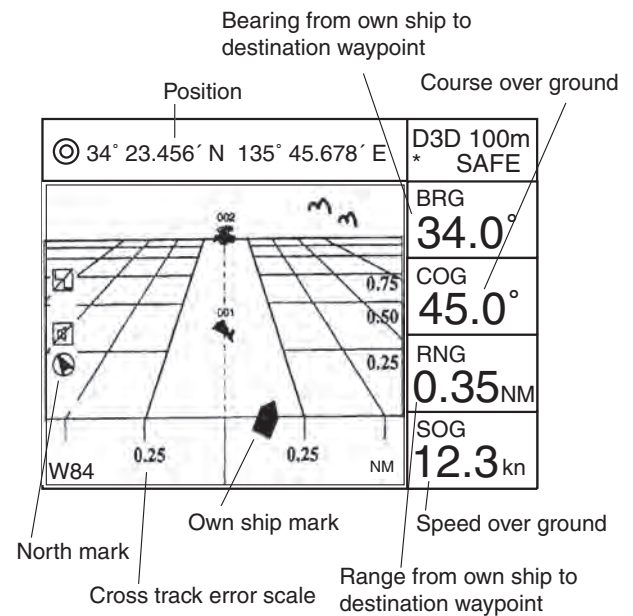 Bearing from own ship to
destination waypoint
Position
Course over ground
34˚ 23.456´ N 135˚ 45.678´ E
D3D 100m
* SAFE
BRG
34.0˚
COG
45.0˚
RNG
0.35NM
SOG
12.3kn
002
001
0.75
0.50
0.25
0.25
0.25
W84
NM
Own ship mark
Speed over ground
North mark
Cross track error scale
Range from own ship to
destination waypoint